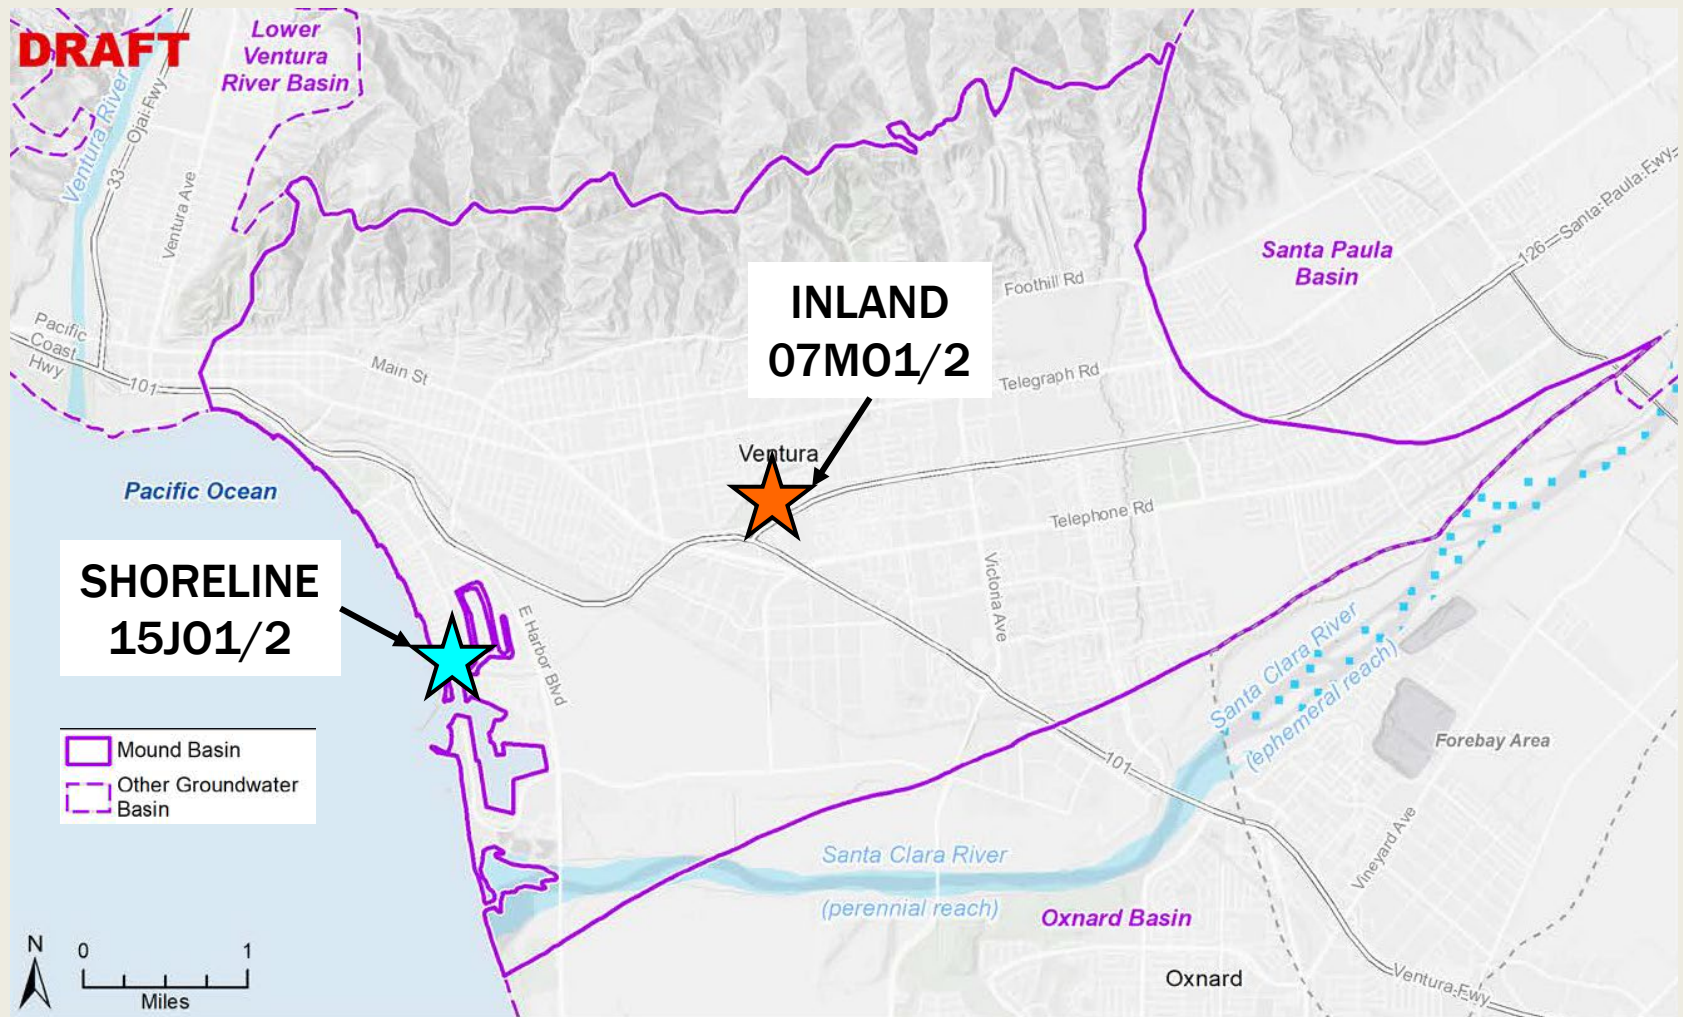 DRAFT
Lower
Ventura
River Basin
Ventura River
33
Ojai Fwy
Ventura Ave
Santa Paula
Basin
126
Santa Paula Fwy
INLAND
07M01/2
Foothill Rd
Pacific
Coast
Hwy
101
Main St
Telegraph Rd
Ventura
Pacific Ocean
Telephone Rd
SHORELINE
15J01/2
E Harbor Blvd
Victoria Ave
Santa Clara River
(ephemeral reach)
Mound Basin
Other Groundwater
Basin
101
Forebay Area
Vineyard Ave
Santa Clara River
(perennial reach)
Oxnard Basin
N
0 1
Miles
Oxnard
Ventura Fwy